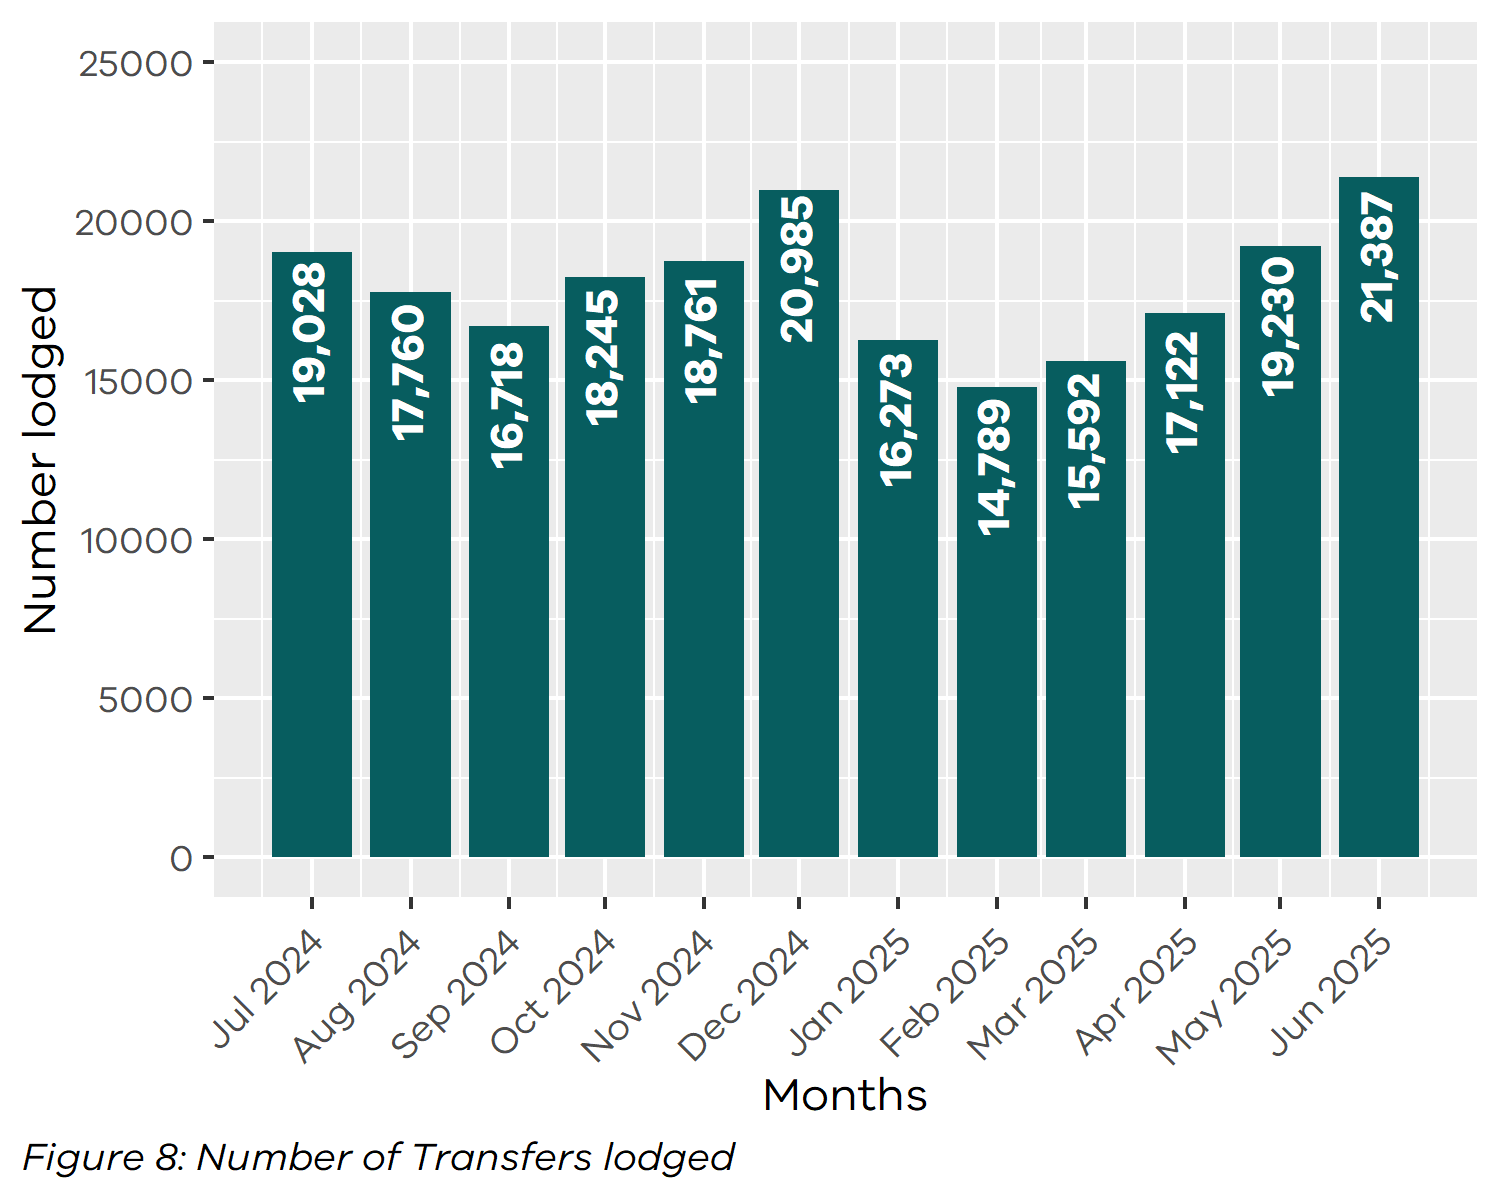 25000
20000
15000
10000
5000
0
Number lodged
19,028
17,760
16,718
18,245
18,761
20,985
16,273
14,789
15,592
17,122
19,230
21,387
Jul 2024
Aug 2024
Sep 2024
Oct 2024
Nov 2024
Dec 2024
Jan 2025
Feb 2025
Mar 2025
Apr 2025
May 2025
Jun 2025
Months
Figure 8: Number of Transfers lodged